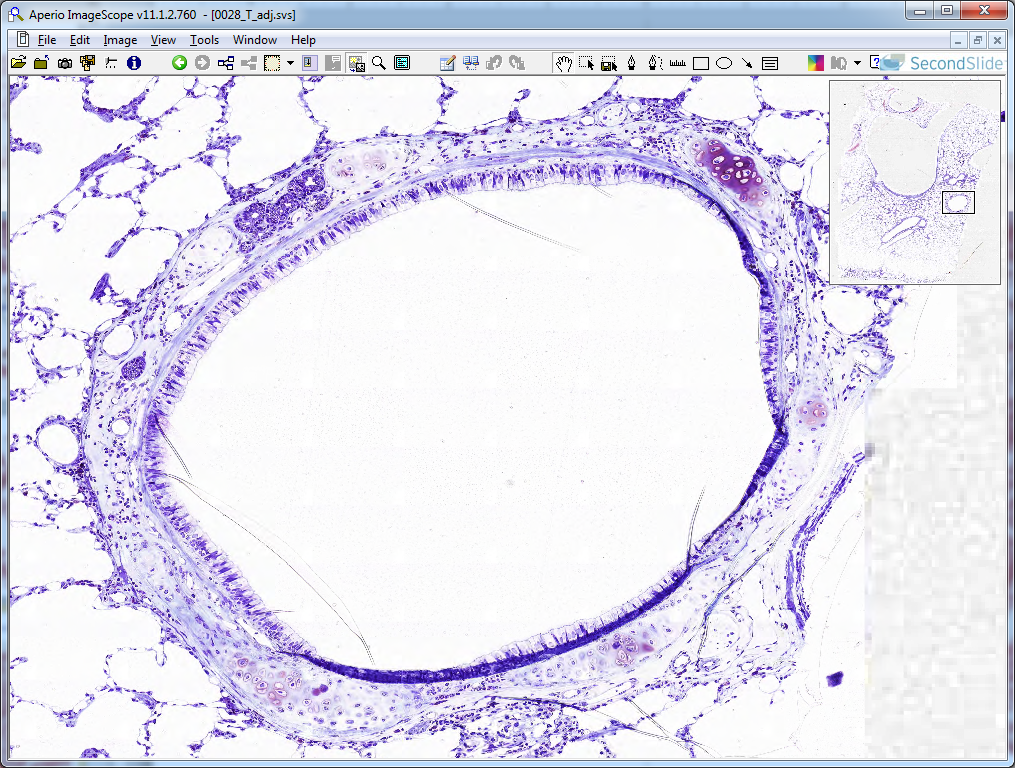 Aperio ImageScope v11.1.2.760 - [0028_T_adj.svs]
File Edit Image View Tools Window Help
SecondSlide